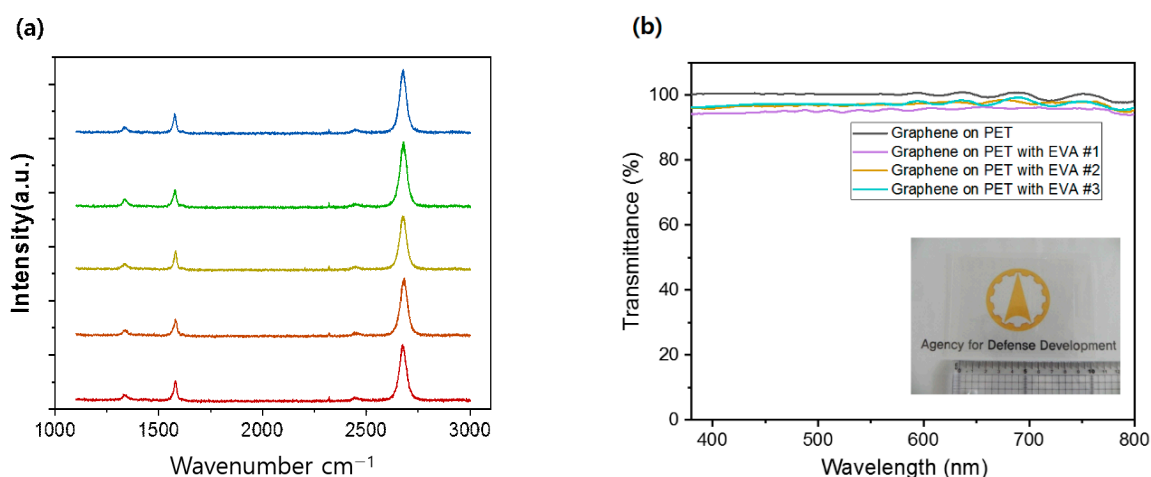 (a)
Intensity(a.u.)
1000 1500 2000 2500 3000
Wavenumber cm⁻¹
(b)
Transmittance (%)
100
80
60
40
20
0
Graphene on PET
Graphene on PET with EVA #1
Graphene on PET with EVA #2
Graphene on PET with EVA #3
Agency for Defense Development
400 500 600 700 800
Wavelength (nm)